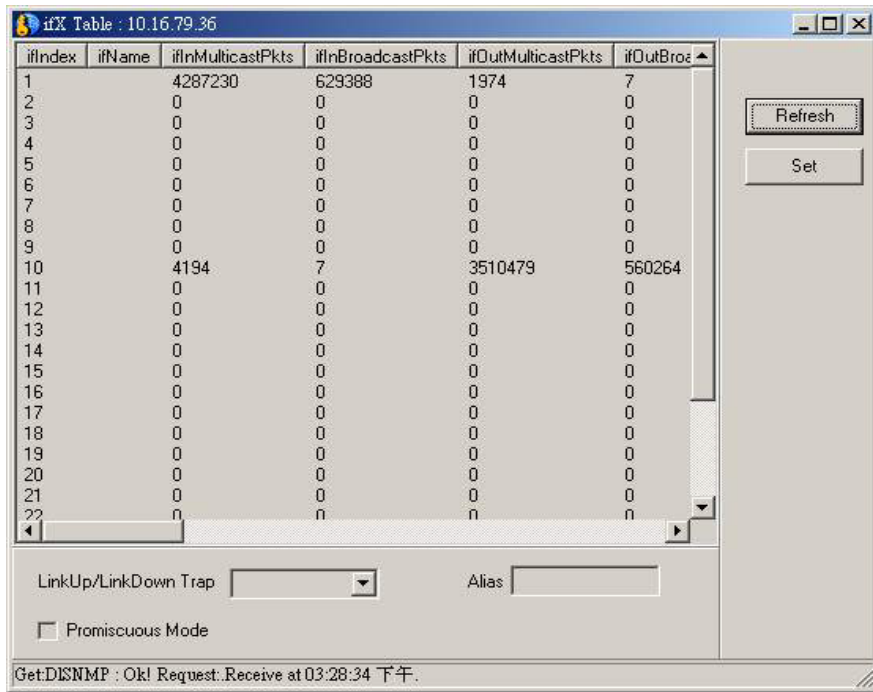 ifX Table : 10.16.79.36
ifIndex ifName ifInMulticastPkts ifInBroadcastPkts ifOutMulticastPkts ifOutBroa
1 4287230 629388 1974 7
2 0 0 0 0
3 0 0 0 0
4 0 0 0 0
5 0 0 0 0
6 0 0 0 0
7 0 0 0 0
8 0 0 0 0
9 0 0 0 0
10 4194 7 3510479 560264
11 0 0 0 0
12 0 0 0 0
13 0 0 0 0
14 0 0 0 0
15 0 0 0 0
16 0 0 0 0
17 0 0 0 0
18 0 0 0 0
19 0 0 0 0
20 0 0 0 0
21 0 0 0 0
22 0 0 0 0
Refresh
Set
LinkUp/LinkDown Trap Alias
Promiscuous Mode
Get:DISNMP : Ok! Request:.Receive at 03:28:34 下午.